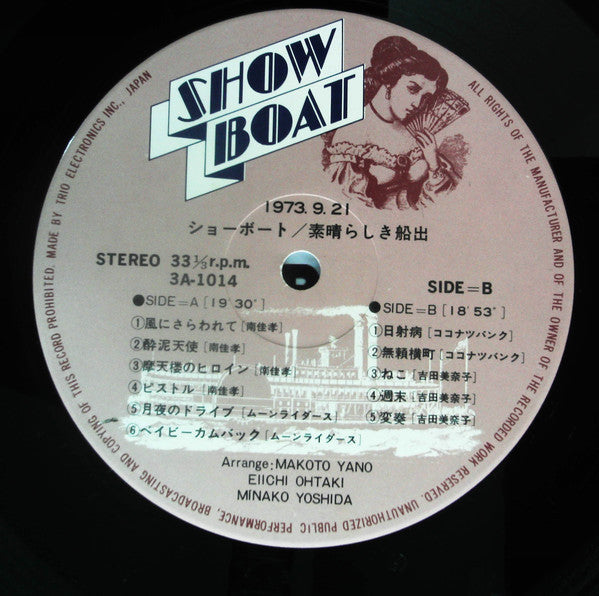 SHOW
BOAT
1973.9.21
ショーボート／素晴らしき船出
STEREO 33⅓r.p.m.
3A-1014
SIDE=B
●SIDE=A[19'30"]
①風にさらわれて[南佳孝]
②酔泥天使[南佳孝]
③摩天楼のヒロイン[南佳孝]
④ピストル[南佳孝]
⑤月夜のドライブ[ムーンライダース]
⑥ベイビーカムバック[ムーンライダース]
●SIDE=B[18'53"]
①日射病[ココナツバンク]
②無頼横町[ココナツバンク]
③ねこ[吉田美奈子]
④週末[吉田美奈子]
⑤変奏[吉田美奈子]
Arrange:MAKOTO YANO
EIICHI OHTAKI
MINAKO YOSHIDA
ALL RIGHTS OF THE MANUFACTURER AND OF THE OWNER OF THE RECORDED WORK RESERVED. UNAUTHORIZED PUBLIC PERFORMANCE, BROADCASTING AND COPYING OF THIS RECORD PROHIBITED. MADE BY TRIO ELECTRONICS INC., JAPAN